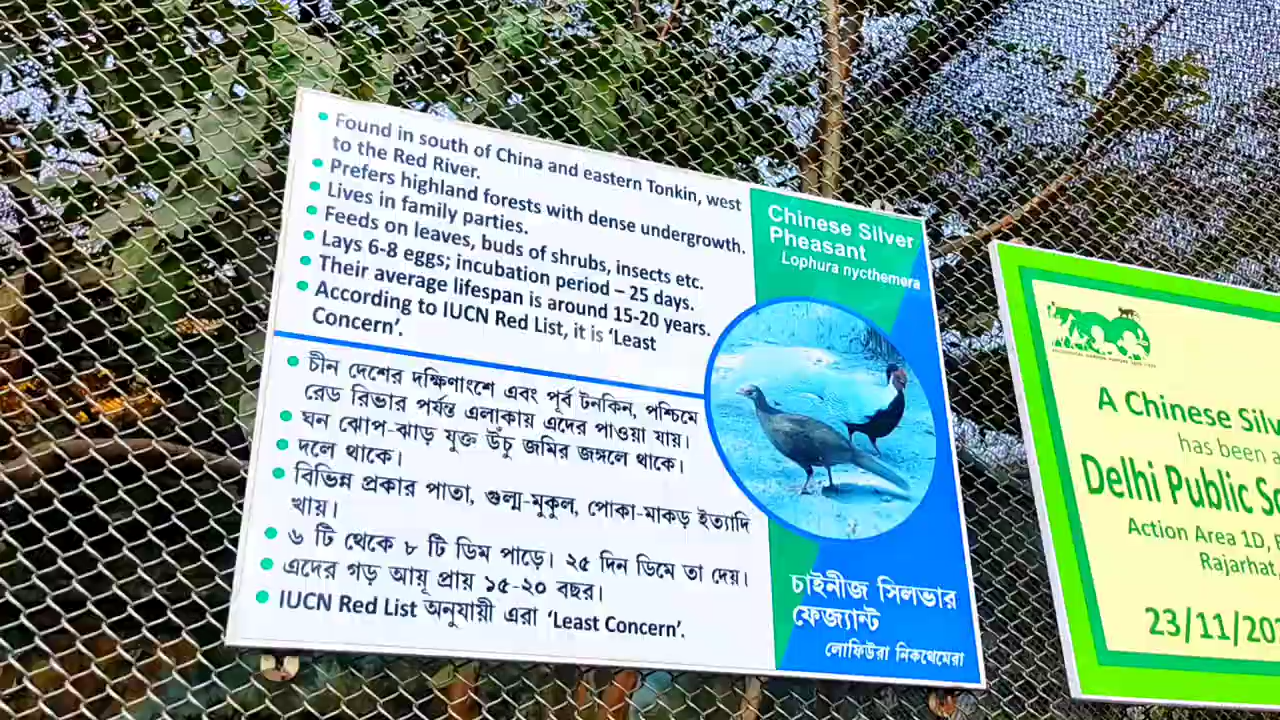 Found in south of China and eastern Tonkin, west
to the Red River.
Prefers highland forests with dense undergrowth.
Lives in family parties.
Feeds on leaves, buds of shrubs, insects etc.
Lays 6-8 eggs; incubation period – 25 days.
Their average lifespan is around 15-20 years.
According to IUCN Red List, it is ‘Least
Concern’.
চীন দেশের দক্ষিণাংশে এবং পূর্ব টনকিন, পশ্চিমে
রেড রিভার পর্যন্ত এলাকায় এদের পাওয়া যায়।
ঘন ঝোপ-ঝাড় যুক্ত উঁচু জমির জঙ্গলে থাকে।
দলে থাকে।
বিভিন্ন প্রকার পাতা, গুল্ম-মুকুল, পোকা-মাকড় ইত্যাদি
খায়।
৬ টি থেকে ৮ টি ডিম পাড়ে। ২৫ দিন ডিমে তা দেয়।
এদের গড় আয়ূ প্রায় ১৫-২০ বছর।
IUCN Red List অনুযায়ী এরা ‘Least Concern’.
Chinese Silver
Pheasant
Lophura nycthemera
চাইনীজ সিলভার
ফেজ্যান্ট
লোফিউরা নিকথেমেরা
A Chinese
has been
Delhi Public
Action Area 1D,
Rajarhat,
23/11/